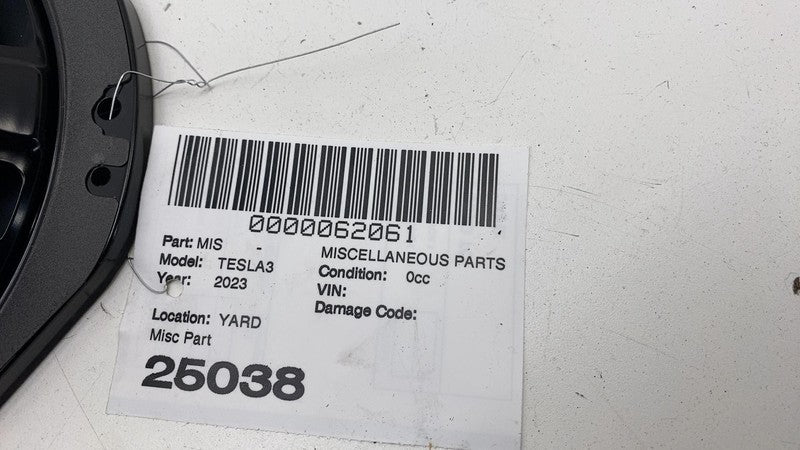 0000062061
Part: MIS - MISCELLANEOUS PARTS
Model: TESLA3 Condition: 0cc
Year: 2023 VIN:
Damage Code:
Location: YARD
Misc Part
25038